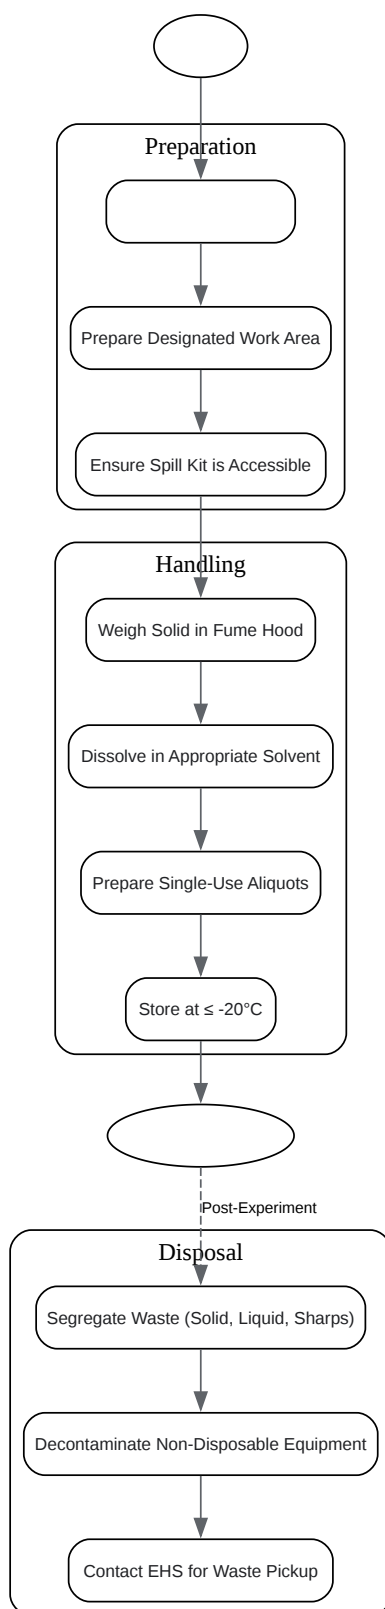 Preparation
Prepare Designated Work Area
Ensure Spill Kit is Accessible
Handling
Weigh Solid in Fume Hood
Dissolve in Appropriate Solvent
Prepare Single-Use Aliquots
Store at ≤ -20°C
Post-Experiment
Disposal
Segregate Waste (Solid, Liquid, Sharps)
Decontaminate Non-Disposable Equipment
Contact EHS for Waste Pickup